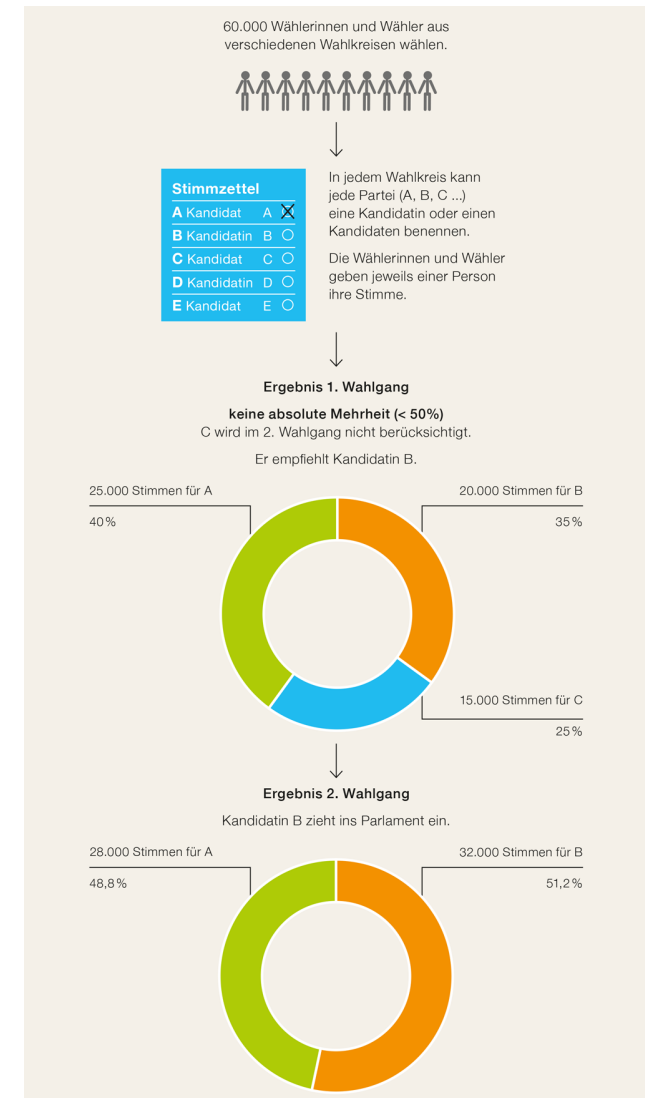 60.000 Wählerinnen und Wähler aus
verschiedenen Wahlkreisen wählen.
Stimmzettel
A Kandidat A
B Kandidatin B
C Kandidat C
D Kandidatin D
E Kandidat E
In jedem Wahlkreis kann
jede Partei (A, B, C ...)
eine Kandidatin oder einen
Kandidaten benennen.
Die Wählerinnen und Wähler
geben jeweils einer Person
ihre Stimme.
Ergebnis 1. Wahlgang
keine absolute Mehrheit (< 50%)
C wird im 2. Wahlgang nicht berücksichtigt.
Er empfiehlt Kandidatin B.
25.000 Stimmen für A
40 %
20.000 Stimmen für B
35 %
15.000 Stimmen für C
25 %
Ergebnis 2. Wahlgang
Kandidatin B zieht ins Parlament ein.
28.000 Stimmen für A
48,8 %
32.000 Stimmen für B
51,2 %